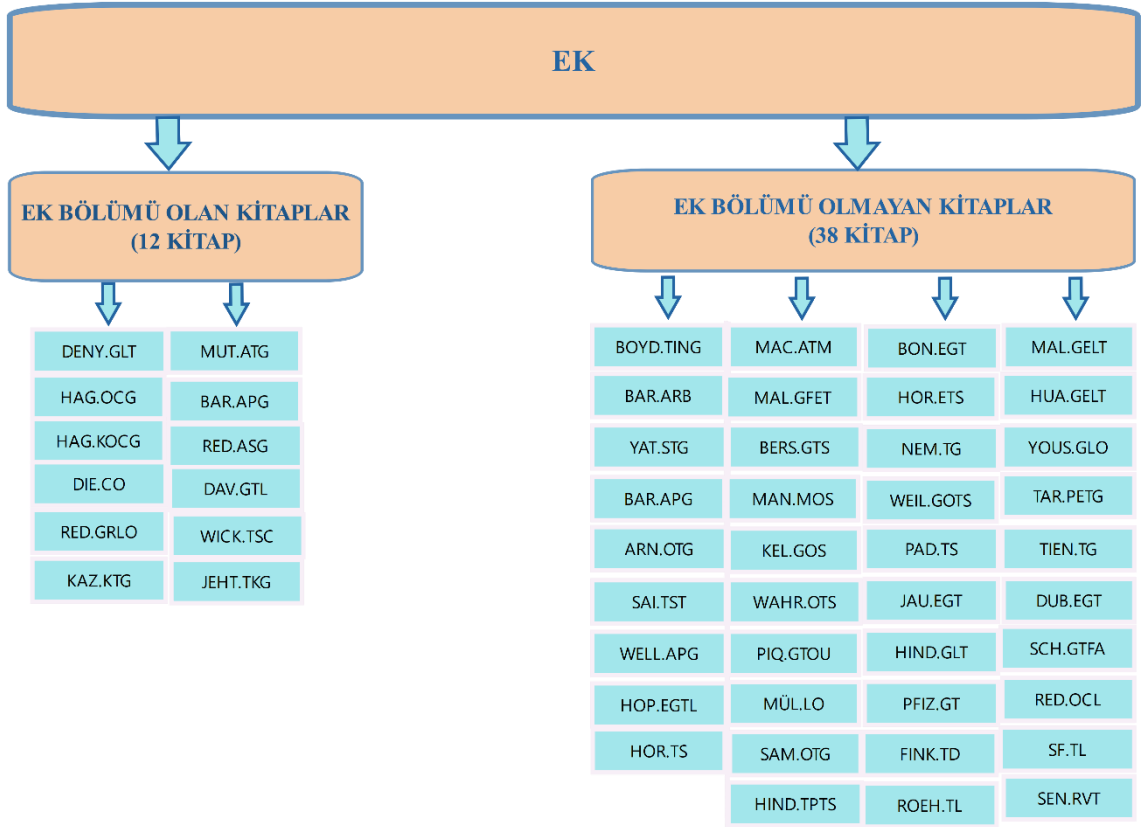 EK
EK BÖLÜMÜ OLAN KİTAPLAR
(12 KİTAP)
DENY.GLT
HAG.OCG
HAG.KOCG
DIE.CO
RED.GRLO
KAZ.KTG
MUT.ATG
BAR.APG
RED.ASG
DAV.GTL
WICK.TSC
JEHT.TKG
EK BÖLÜMÜ OLMAYAN KİTAPLAR
(38 KİTAP)
BOYD.TING
BAR.ARB
YAT.STG
BAR.APG
ARN.OTG
SAI.TST
WELL.APG
HOP.EGTL
HOR.TS
MAC.ATM
MAL.GFET
BERS.GTS
MAN.MOS
KEL.GOS
WAHR.OTS
PIQ.GTOU
MÜL.LO
SAM.OTG
HIND.TPTS
BON.EGT
HOR.ETS
NEM.TG
WEIL.GOTS
PAD.TS
JAU.EGT
HIND.GLT
PFIZ.GT
FINK.TD
ROEH.TL
MAL.GELT
HUA.GELT
YOUS.GLO
TAR.PETG
TIEN.TG
DUB.EGT
SCH.GTFA
RED.OCL
SF.TL
SEN.RVT